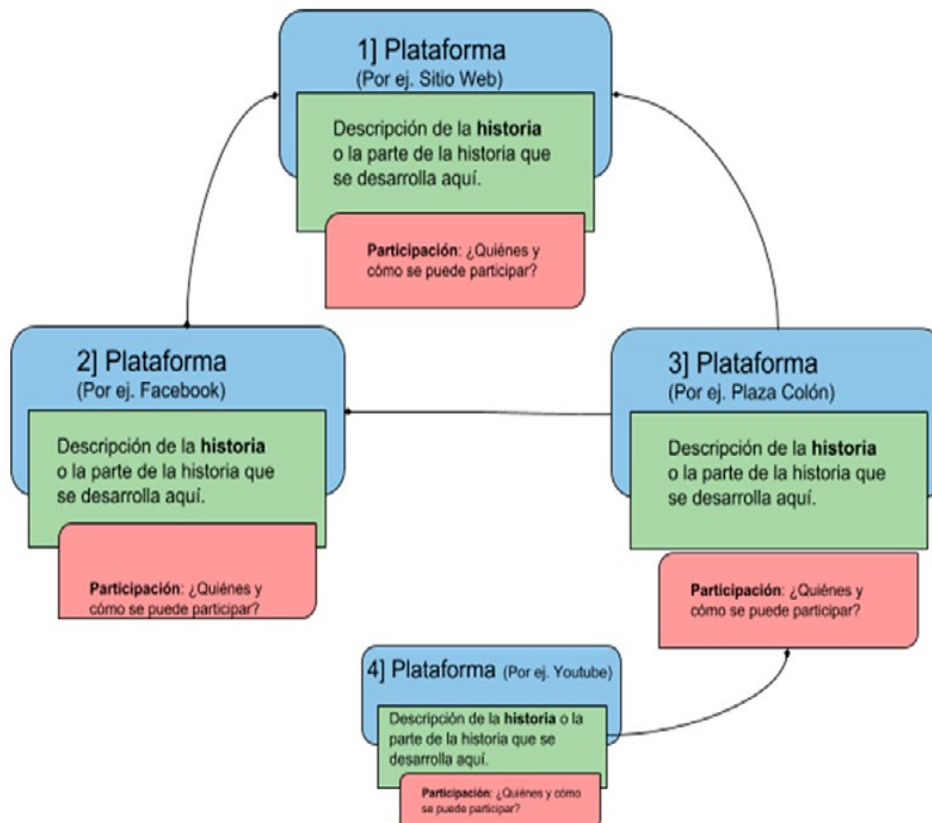 1] Plataforma
(Por ej. Sitio Web)
Descripción de la historia
o la parte de la historia que
se desarrolla aquí.
Participación: ¿Quiénes y
cómo se puede participar?
2] Plataforma
(Por ej. Facebook)
Descripción de la historia
o la parte de la historia que
se desarrolla aquí.
Participación: ¿Quiénes y
cómo se puede participar?
3] Plataforma
(Por ej. Plaza Colón)
Descripción de la historia
o la parte de la historia que
se desarrolla aquí.
Participación: ¿Quiénes y
cómo se puede participar?
4] Plataforma (Por ej. Youtube)
Descripción de la historia o la
parte de la historia que se
desarrolla aquí.
Participación: ¿Quiénes y cómo
se puede participar?